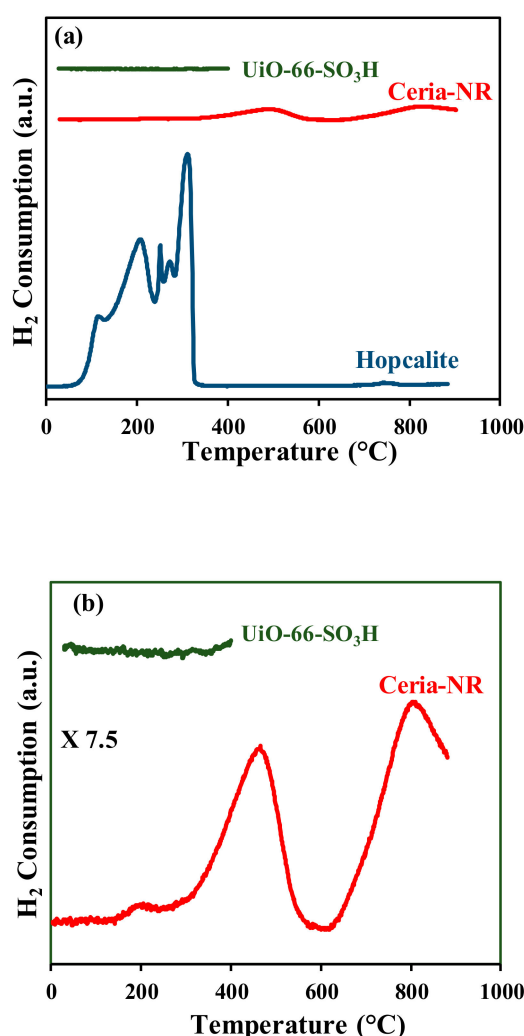 (a)
UiO-66-SO₃H
Ceria-NR
Hopcalite
H₂ Consumption (a.u.)
0 200 400 600 800 1000
Temperature (°C)
(b)
UiO-66-SO₃H
Ceria-NR
X 7.5
H₂ Consumption (a.u.)
0 200 400 600 800 1000
Temperature (°C)